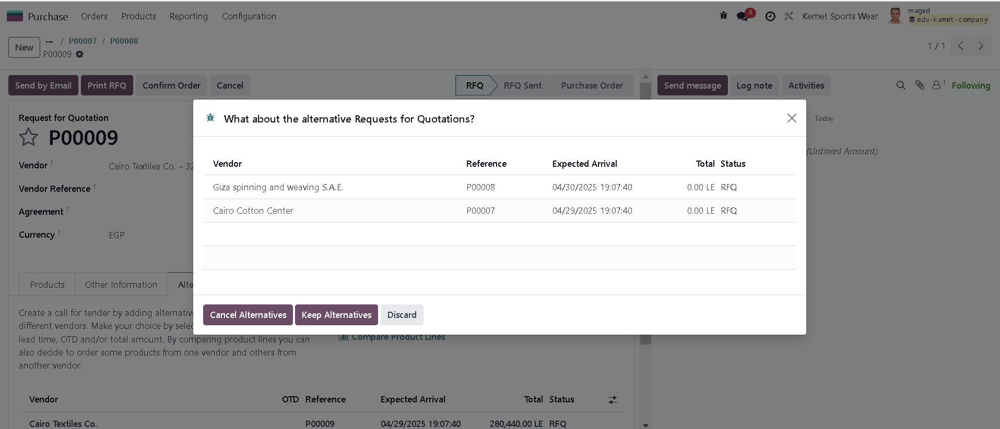 Purchase Orders Products Reporting Configuration
4
Kemet Sports Wear
maged
edu-kamet-company
New
... / P00007 / P00008
P00009
1 / 1
Send by Email Print RFQ Confirm Order Cancel
RFQ RFQ Sent Purchase Order
Send message Log note Activities
1 Following
Request for Quotation
P00009
Vendor ? Cairo Textiles Co. – 32
Vendor Reference ?
Agreement ?
Currency ? EGP
Today
(Untaxed Amount)
What about the alternative Requests for Quotations?
Vendor Reference Expected Arrival Total Status
Giza spinning and weaving S.A.E. P00008 04/30/2025 19:07:40 0.00 LE RFQ
Cairo Cotton Center P00007 04/29/2025 19:07:40 0.00 LE RFQ
Cancel Alternatives Keep Alternatives Discard
Products Other Information Alte
Create a call for tender by adding alternative
different vendors. Make your choice by selec
lead time, OTD and/or total amount. By comparing product lines you can
also decide to order some products from one vendor and others from
another vendor.
Compare Product Lines
Vendor OTD Reference Expected Arrival Total Status
Cairo Textiles Co. P00009 04/29/2025 19:07:40 280,440.00 LE RFQ